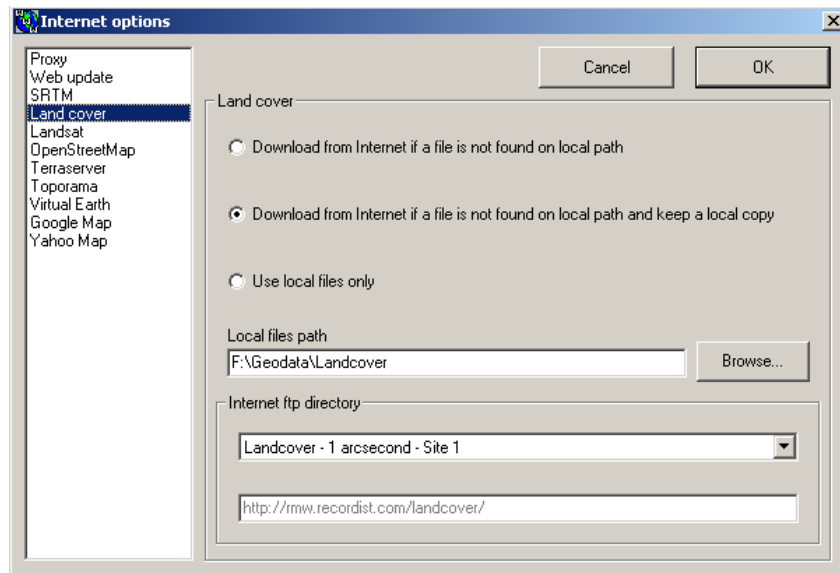 Internet options
Proxy
Web update
SRTM
Land cover
Landsat
OpenStreetMap
Terraserver
Toporama
Virtual Earth
Google Map
Yahoo Map
Cancel
OK
Land cover
Download from Internet if a file is not found on local path
Download from Internet if a file is not found on local path and keep a local copy
Use local files only
Local files path
F:\Geodata\Landcover
Browse...
Internet ftp directory
Landcover - 1 arcsecond - Site 1
http://rmw.recordist.com/landcover/